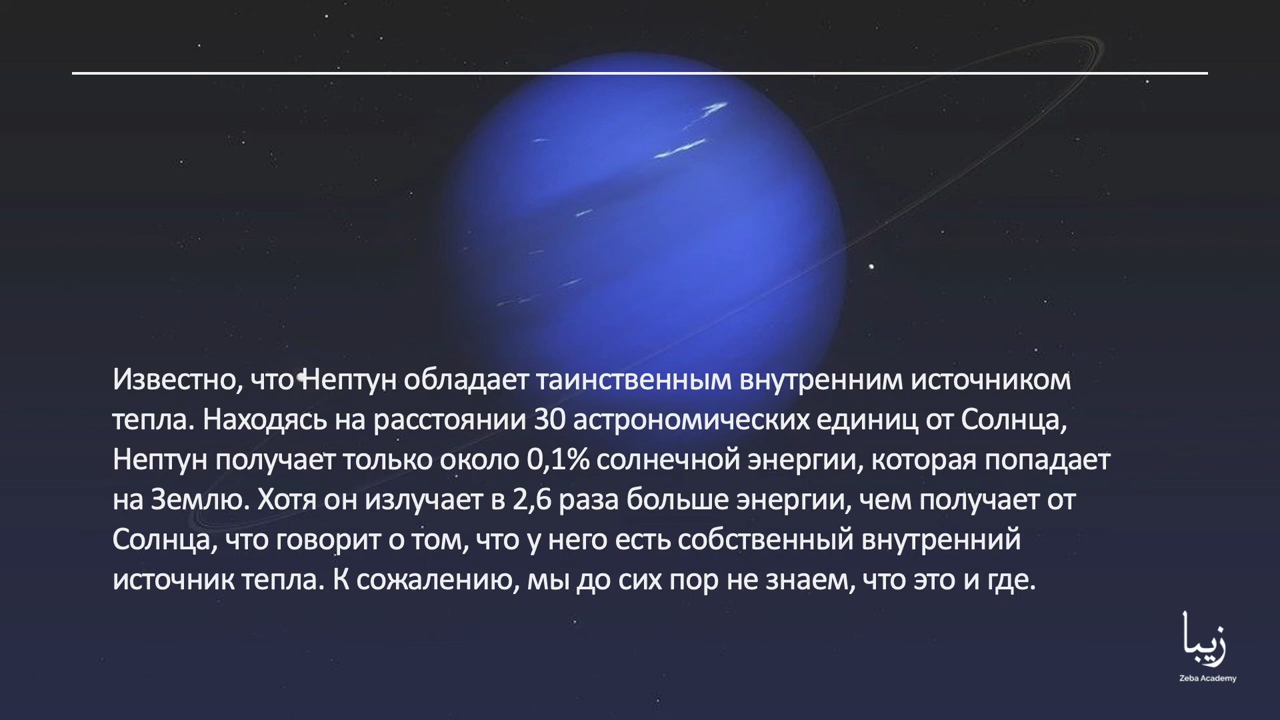 Известно, что Нептун обладает таинственным внутренним источником
тепла. Находясь на расстоянии 30 астрономических единиц от Солнца,
Нептун получает только около 0,1% солнечной энергии, которая попадает
на Землю. Хотя он излучает в 2,6 раза больше энергии, чем получает от
Солнца, что говорит о том, что у него есть собственный внутренний
источник тепла. К сожалению, мы до сих пор не знаем, что это и где.
زيبا
Zeba Academy